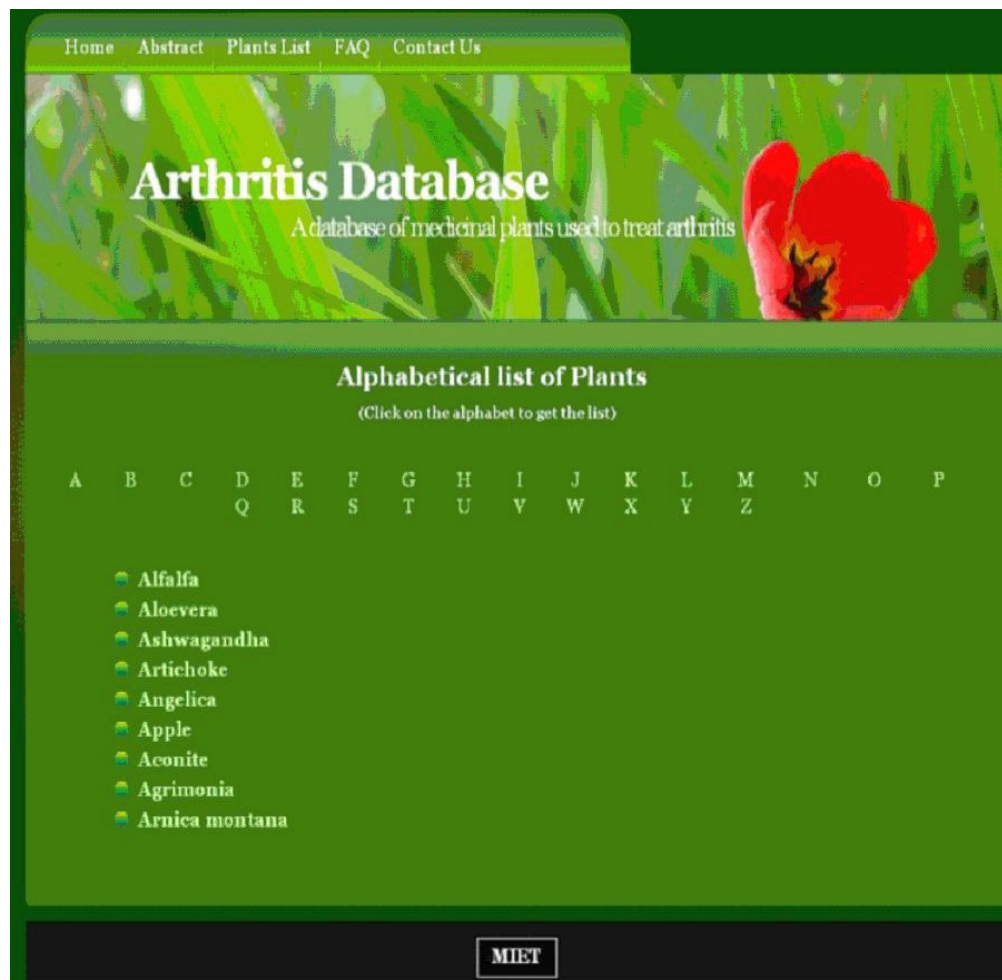 Home Abstract Plants List FAQ Contact Us
Arthritis Database
A database of medicinal plants used to treat arthritis
Alphabetical list of Plants
(Click on the alphabet to get the list)
A B C D E F G H I J K L M N O P
Q R S T U V W X Y Z
Alfalfa
Aloevera
Ashwagandha
Artichoke
Angelica
Apple
Aconite
Agrimonia
Arnica montana
MIET